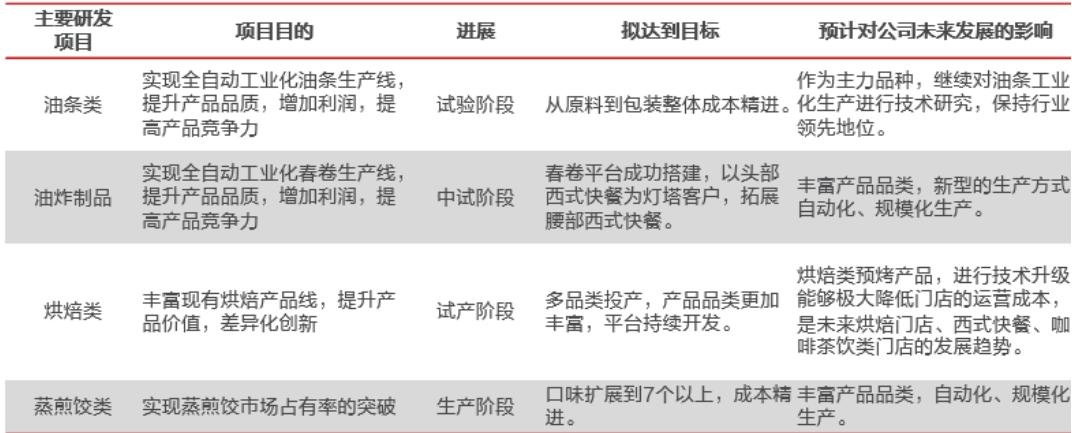 主要研发
项目
项目目的
进展
拟达到目标
预计对公司未来发展的影响
油条类
实现全自动工业化油条生产线，
提升产品品质，增加利润，提
高产品竞争力
试验阶段
从原料到包装整体成本精进。
作为主力品种，继续对油条工业
化生产进行技术研究，保持行业
领先地位。
油炸制品
实现全自动工业化春卷生产线，
提升产品品质，增加利润，提
高产品竞争力
中试阶段
春卷平台成功搭建，以头部
西式快餐为灯塔客户，拓展
腰部西式快餐。
丰富产品品类，新型的生产方式
自动化、规模化生产。
烘焙类
丰富现有烘焙产品线，提升产
品价值，差异化创新
试产阶段
多品类投产，产品品类更加
丰富，平台持续开发。
烘焙类预烤产品，进行技术升级
能够极大降低门店的运营成本，
是未来烘焙门店、西式快餐、咖
啡茶饮类门店的发展趋势。
蒸煎饺类
实现蒸煎饺市场占有率的突破
生产阶段
口味扩展到7个以上，成本精
进。
丰富产品品类，自动化、规模化
生产。